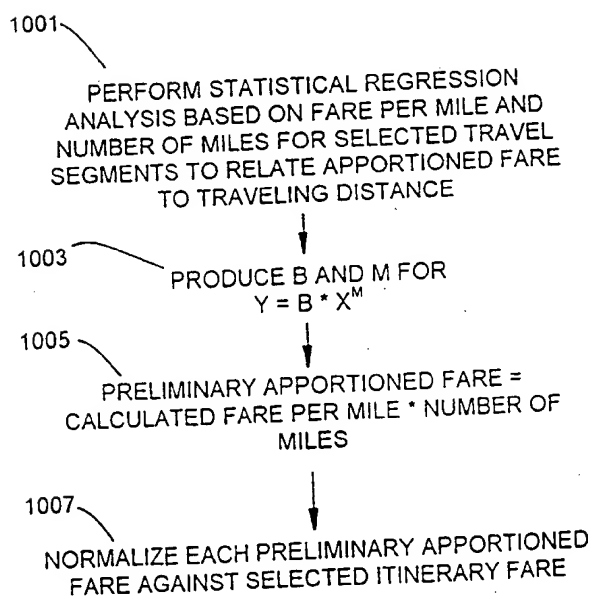 1001
PERFORM STATISTICAL REGRESSION
ANALYSIS BASED ON FARE PER MILE AND
NUMBER OF MILES FOR SELECTED TRAVEL
SEGMENTS TO RELATE APPORTIONED FARE
TO TRAVELING DISTANCE
1003
PRODUCE B AND M FOR
Y = B * X^M
1005
PRELIMINARY APPORTIONED FARE =
CALCULATED FARE PER MILE * NUMBER OF
MILES
1007
NORMALIZE EACH PRELIMINARY APPORTIONED
FARE AGAINST SELECTED ITINERARY FARE